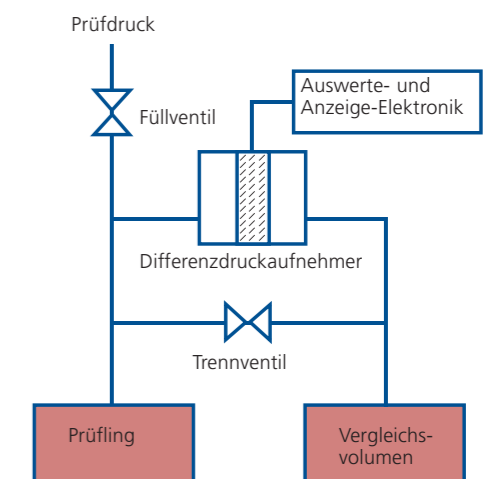 Prüfdruck
Auswerte- und
Anzeige-Elektronik
Füllventil
Differenzdruckaufnehmer
Trennventil
Prüfling
Vergleichs-
volumen